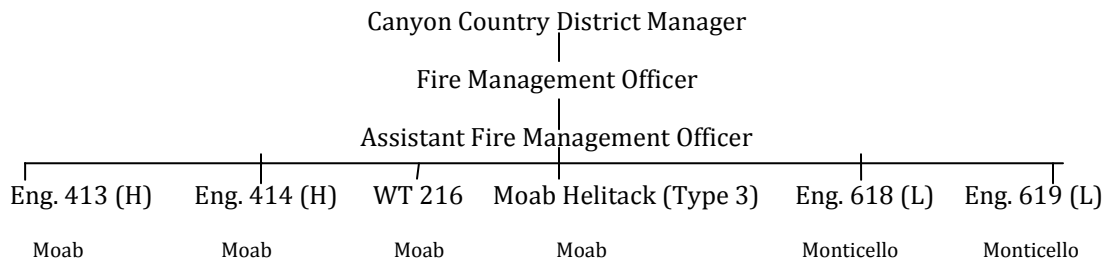 Canyon Country District Manager
Fire Management Officer
Assistant Fire Management Officer
Eng. 413 (H) Eng. 414 (H) WT 216 Moab Helitack (Type 3) Eng. 618 (L) Eng. 619 (L)
Moab Moab Moab Moab Monticello Monticello